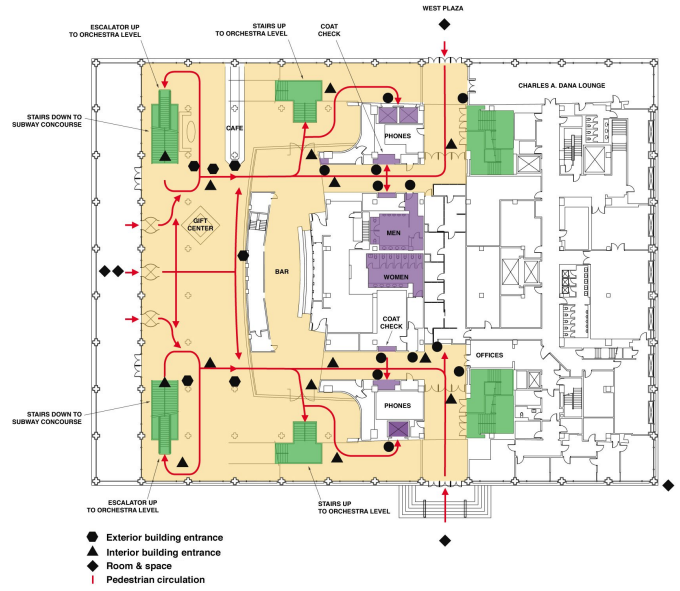 WEST PLAZA
ESCALATOR UP
TO ORCHESTRA LEVEL
STAIRS UP
TO ORCHESTRA LEVEL
COAT
CHECK
CHARLES A. DANA LOUNGE
STAIRS DOWN TO
SUBWAY CONCOURSE
CAFE
PHONES
GIFT
CENTER
MEN
BAR
WOMEN
COAT
CHECK
OFFICES
PHONES
STAIRS DOWN TO
SUBWAY CONCOURSE
ESCALATOR UP
TO ORCHESTRA LEVEL
STAIRS UP
TO ORCHESTRA LEVEL
Exterior building entrance
Interior building entrance
Room & space
Pedestrian circulation